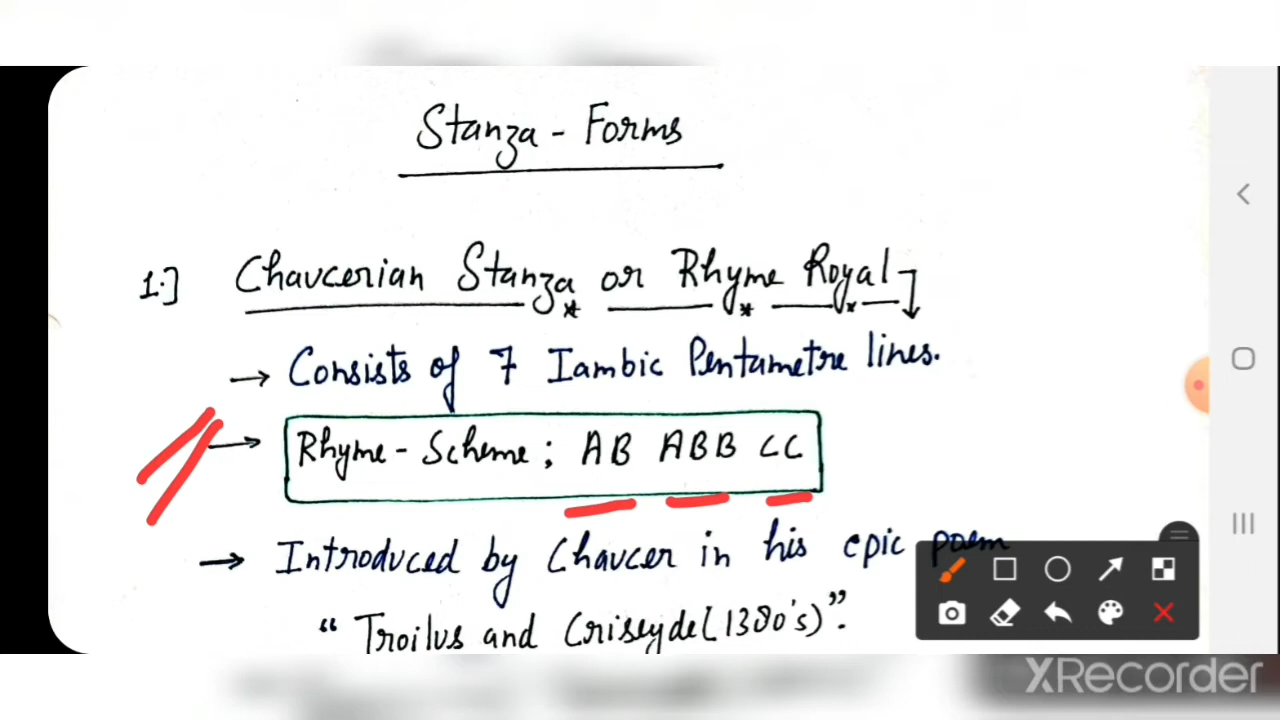 Stanza - Forms
1.] Chaucerian Stanza or Rhyme Royal
→ Consists of 7 Iambic Pentametre lines.
→ Rhyme - Scheme ; AB ABB CC
→ Introduced by Chaucer in his epic poem
“ Troilus and Criseyde (1380's)”.
XRecorder